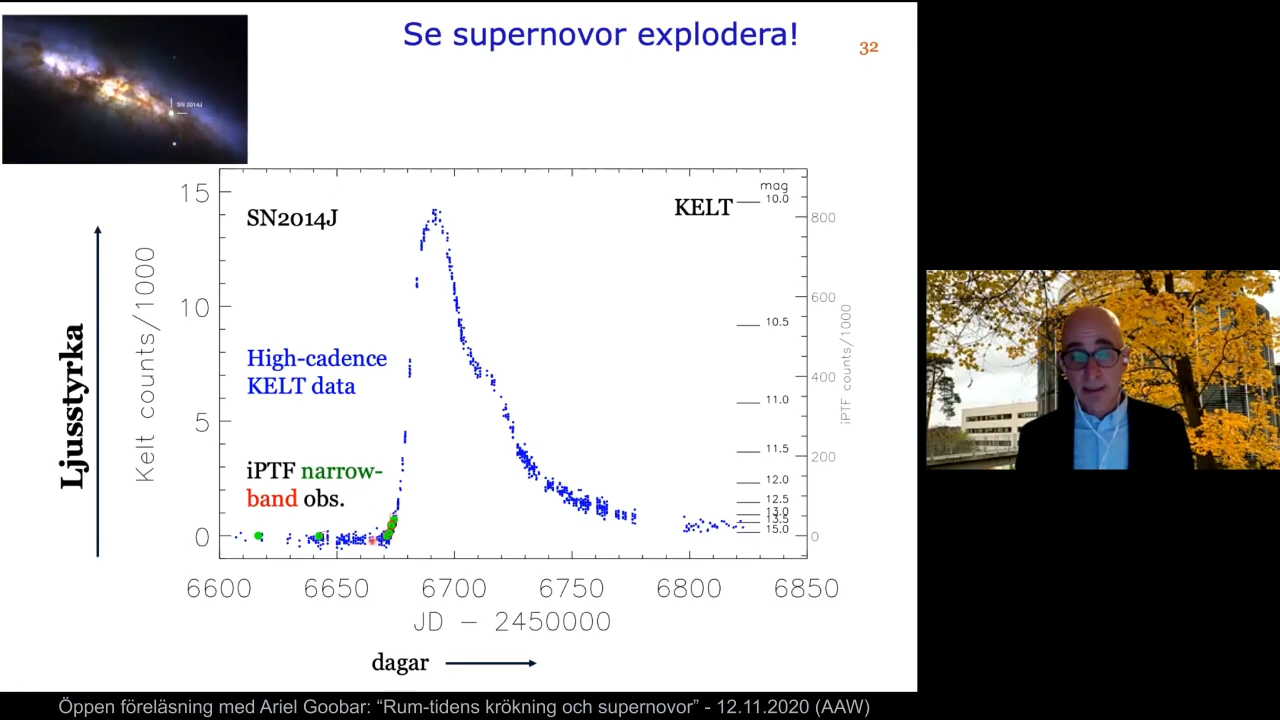 Se supernovor explodera!
32
SN 2014J
SN2014J
KELT
mag
10.0
10.5
11.0
11.5
12.0
12.5
13.0
13.5
15.0
15
10
5
0
800
600
400
200
0
Ljusstyrka
Kelt counts/1000
iPTF counts/1000
High-cadence
KELT data
iPTF narrow-
band obs.
6600 6650 6700 6750 6800 6850
JD – 2450000
dagar
Öppen föreläsning med Ariel Goobar: “Rum-tidens krökning och supernovor” - 12.11.2020 (AAW)